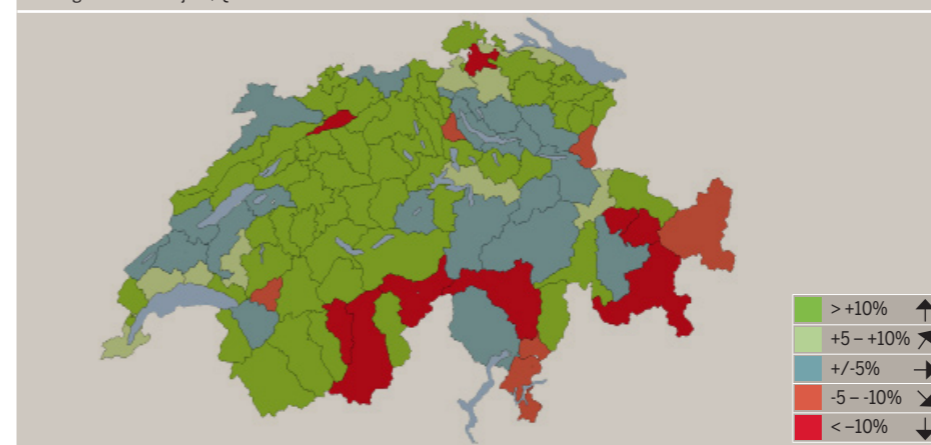 > +10%
+5 – +10%
+/-5%
-5 – -10%
< –10%